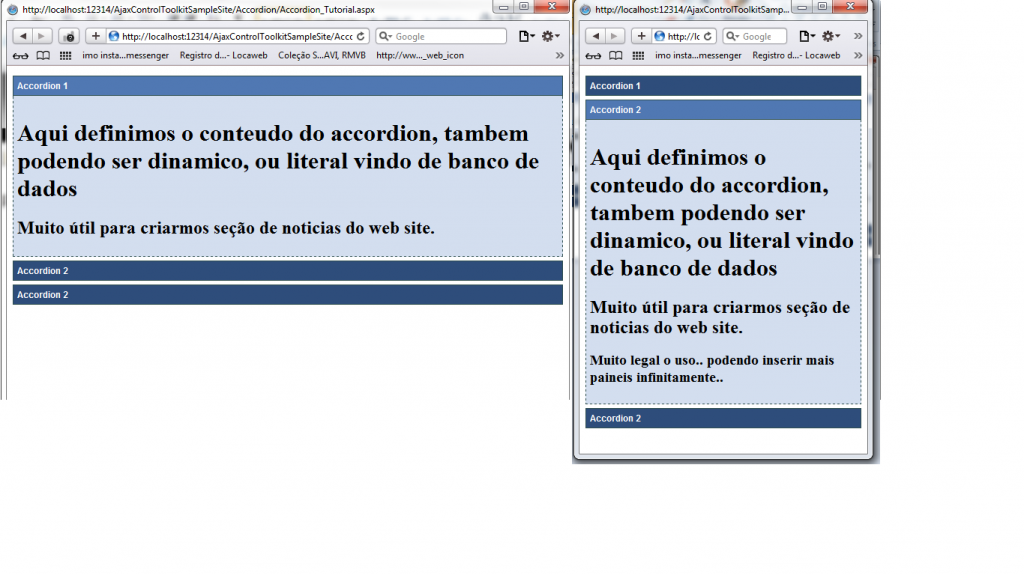 http://localhost:12314/AjaxControlToolkitSampleSite/Accordion/Accordion_Tutorial.aspx
http://localhost:12314/AjaxControlToolkitSampleSite/Acco
Google
imo insta...messenger
Registro d...- Locaweb
Coleção S...AVI, RMVB
http://ww..._web_icon
Accordion 1
Aqui definimos o conteudo do accordion, tambem
podendo ser dinamico, ou literal vindo de banco de
dados
Muito útil para criarmos seção de noticias do web site.
Accordion 2
Accordion 2
http://localhost:12314/AjaxControlToolkitSamp...
http://lc
Google
imo insta...messenger
Registro d...- Locaweb
Accordion 1
Accordion 2
Aqui definimos o
conteudo do accordion,
tambem podendo ser
dinamico, ou literal vindo
de banco de dados
Muito útil para criarmos seção de
noticias do web site.
Muito legal o uso.. podendo inserir mais
paineis infinitamente..
Accordion 2